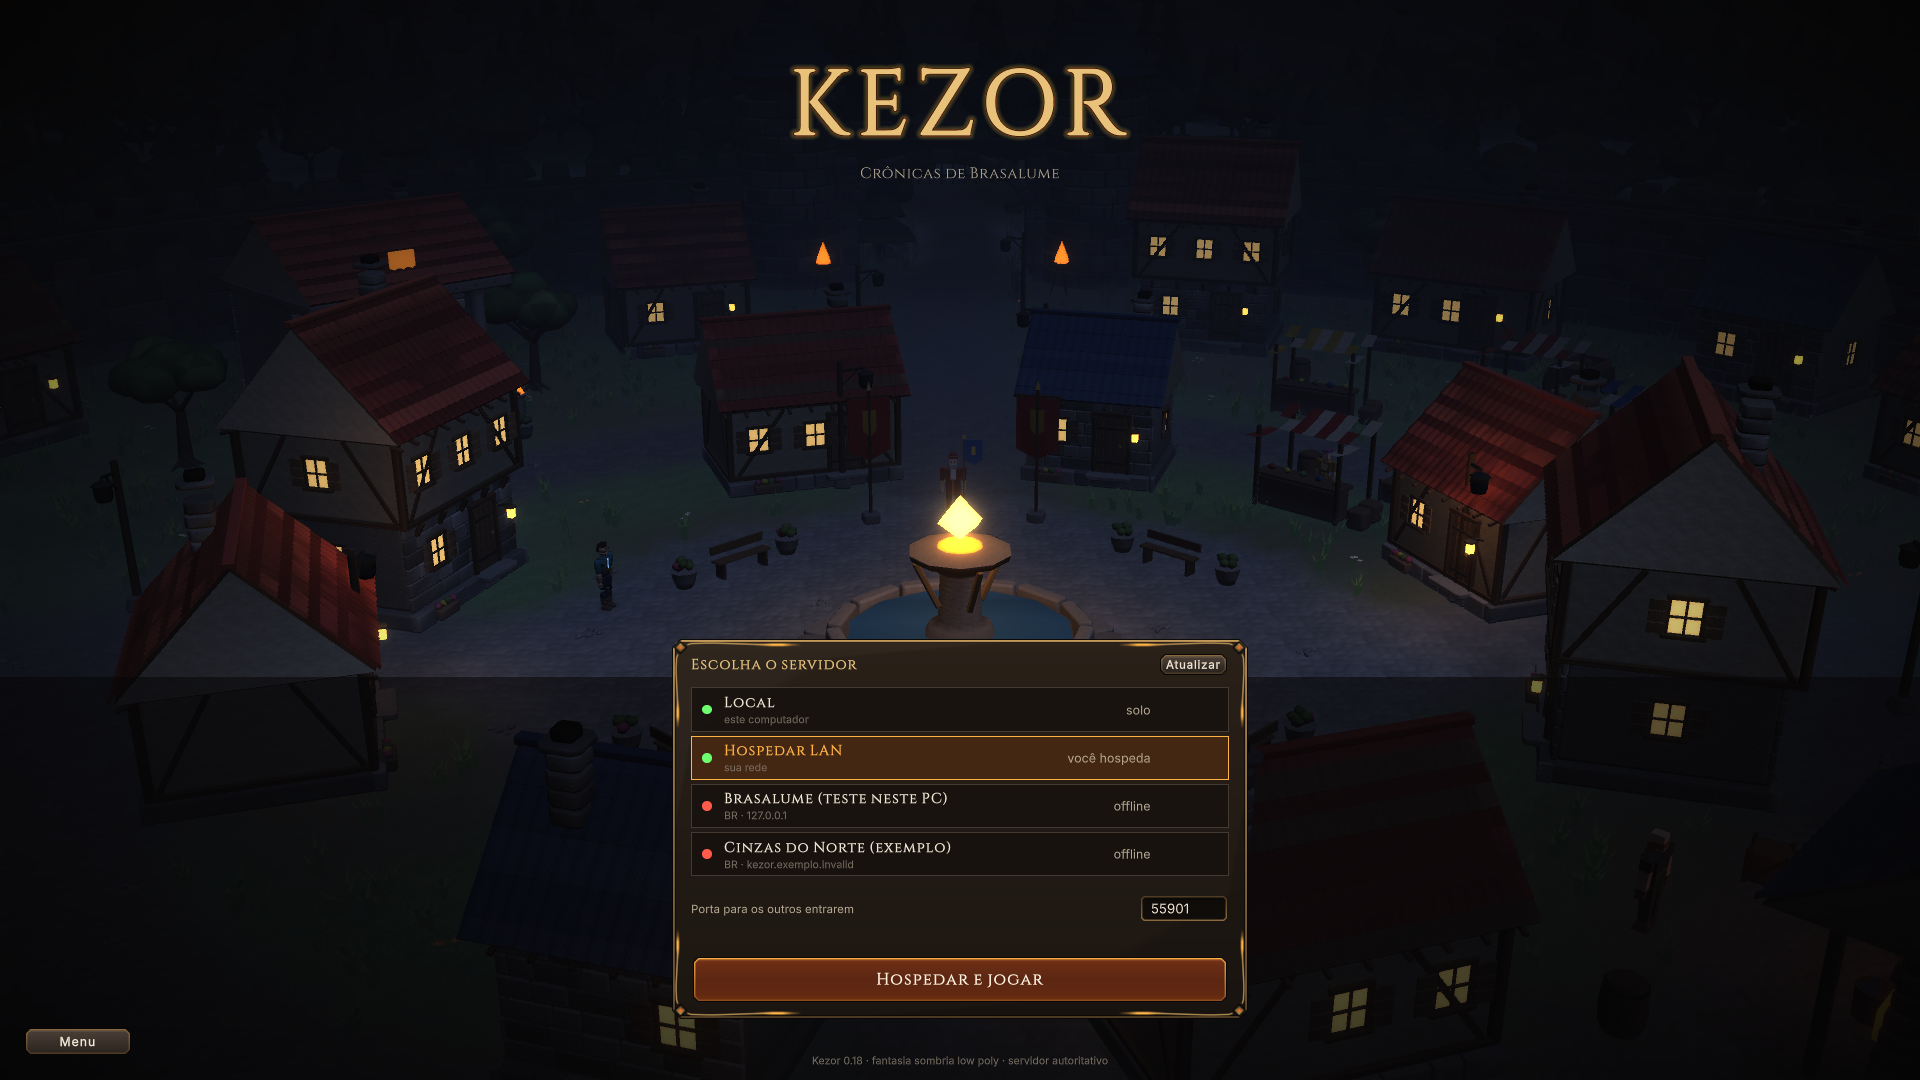 KEZOR
Crônicas de Brasalume
Escolha o servidor
Atualizar
Local
este computador
solo
Hospedar LAN
sua rede
você hospeda
Brasalume (teste neste PC)
BR · 127.0.0.1
offline
Cinzas do Norte (exemplo)
BR · kezor.exemplo.invalid
offline
Porta para os outros entrarem
55901
Hospedar e jogar
Menu
Kezor 0.18 · fantasia sombria low poly · servidor autoritativo